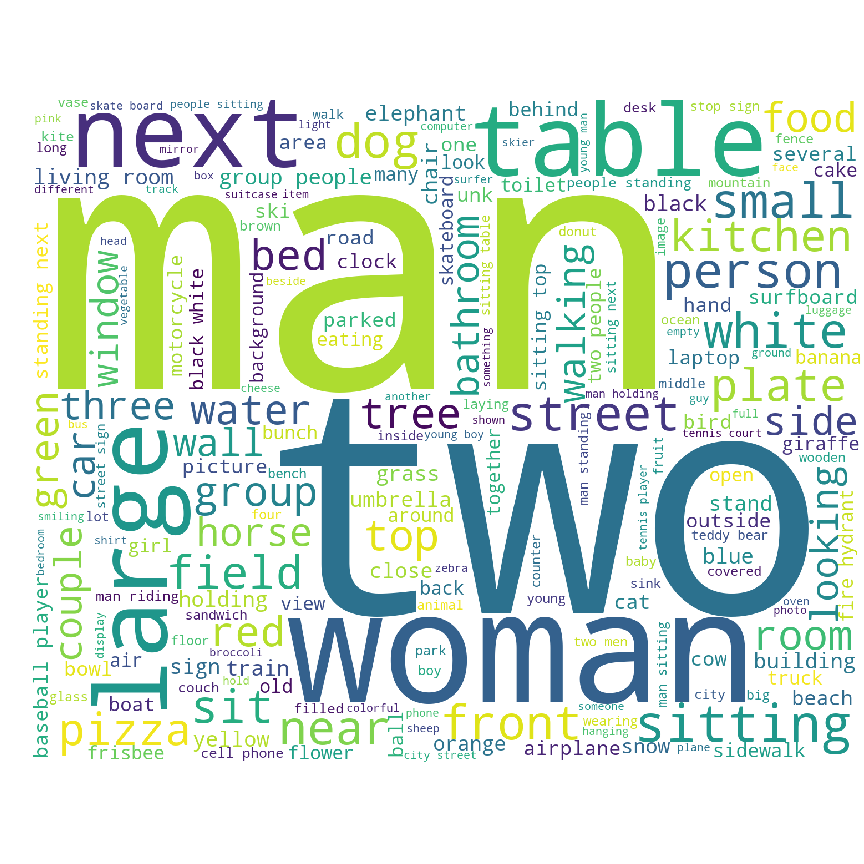 vase
skate board
people sitting
walk
elephant
behind
desk
stop sign
food
pink
kite
next
light
area
dog
computer
one
table
skier
young man
fence
long
mirror
look
several
living room
box
group people
many
chair
unk
toilet
people standing
mountain
cake
different
track
suitcase
item
surfer
face
man
ski
skateboard
black
small
standing next
window
head
vegetable
motorcycle
black white
brown
bed
road
clock
background
beside
parked
eating
bathroom
sitting table
donut
sitting top
something
walking
two people
sitting next
image
kitchen
person
hand
surfboard
luggage
ocean
empty
white
laptop
ground
banana
cheese
another
man holding
middle
plate
green
car
three
water
tree
laying
shown
street
guy
bird
full
side
bus
street sign
large
wall
bunch
inside
young boy
tennis court
giraffe
wooden
picture
bench
two
grass
together
man standing
fruit
tennis player
open
looking
fire hydrant
smiling
lot
group
four
umbrella
around
stand
outside
teddy bear
couple
shirt
girl
horse
top
blue
covered
baseball player
bedroom
field
close
zebra
counter
baby
sink
oven
photo
man riding
holding
view
back
animal
young
cat
sandwich
display
floor
red
woman
broccoli
two men
man sitting
room
bowl
air
sign
train
park
boy
cow
building
glass
boat
couch
hold
old
truck
sit
filled
colorful
ball
phone
sheep
front
someone
wearing
hanging
city
big
beach
pizza
near
sitting
yellow
frisbee
cell phone
flower
orange
city street
airplane
snow
plane
sidewalk